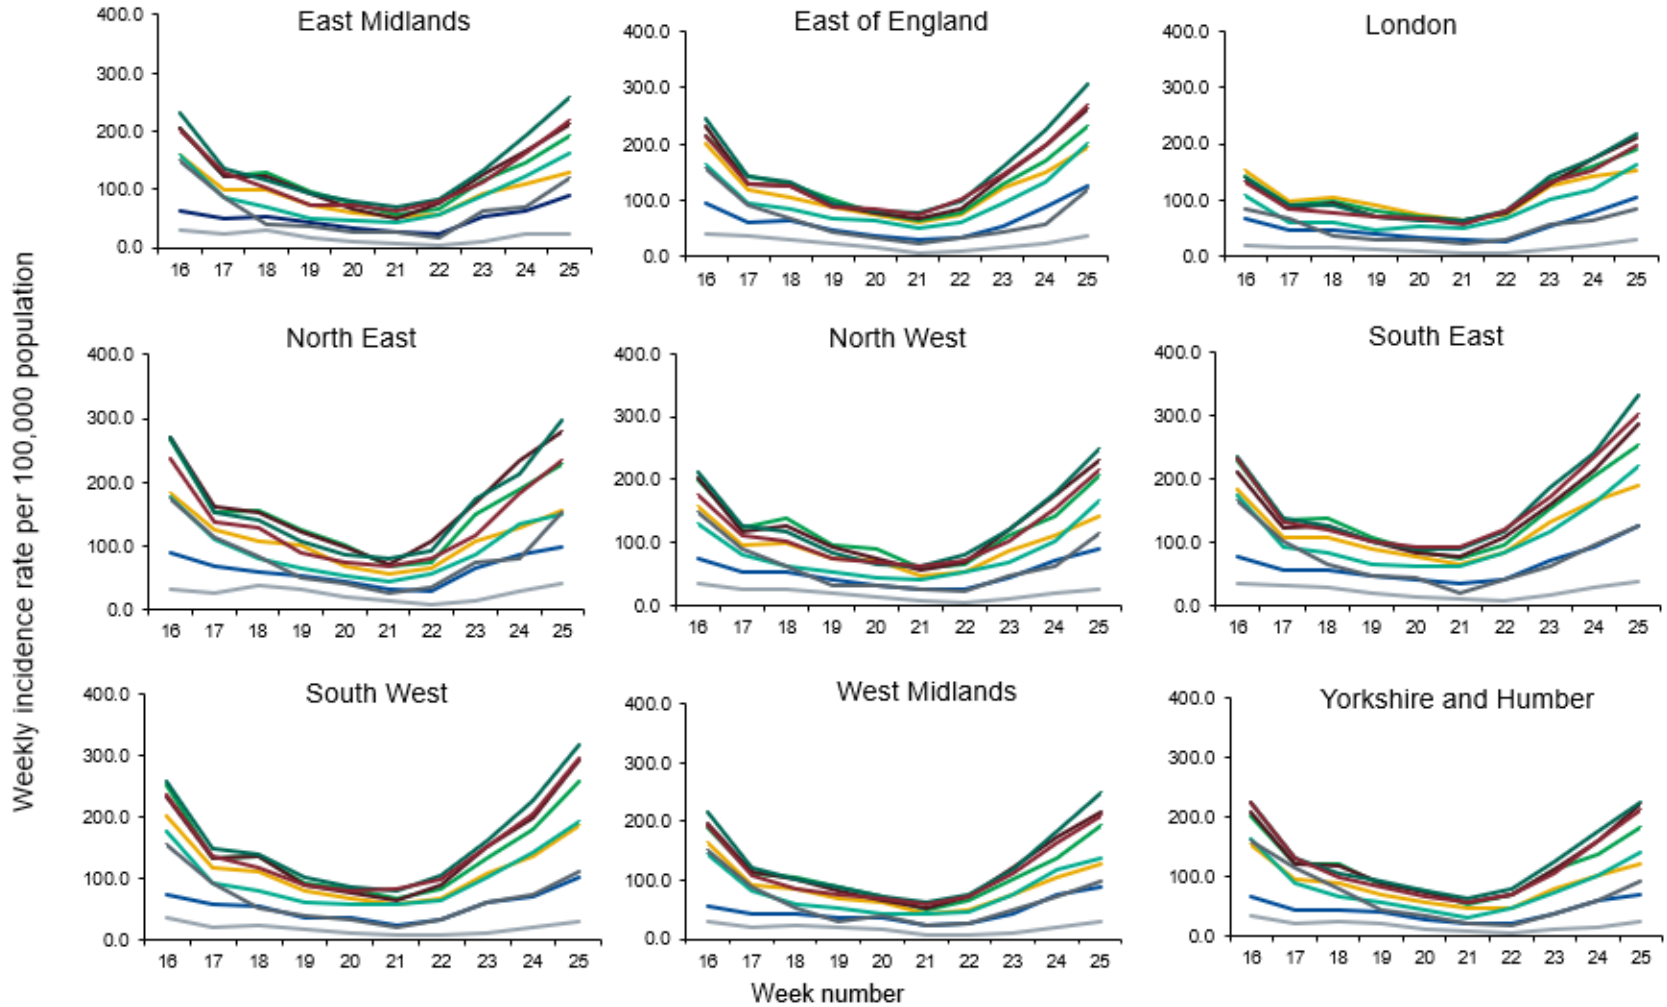 Weekly incidence rate per 100,000 population
East Midlands
400.0
300.0
200.0
100.0
0.0
16 17 18 19 20 21 22 23 24 25
East of England
400.0
300.0
200.0
100.0
0.0
16 17 18 19 20 21 22 23 24 25
London
400.0
300.0
200.0
100.0
0.0
16 17 18 19 20 21 22 23 24 25
North East
400.0
300.0
200.0
100.0
0.0
16 17 18 19 20 21 22 23 24 25
North West
400.0
300.0
200.0
100.0
0.0
16 17 18 19 20 21 22 23 24 25
South East
400.0
300.0
200.0
100.0
0.0
16 17 18 19 20 21 22 23 24 25
South West
400.0
300.0
200.0
100.0
0.0
16 17 18 19 20 21 22 23 24 25
West Midlands
400.0
300.0
200.0
100.0
0.0
16 17 18 19 20 21 22 23 24 25
Yorkshire and Humber
400.0
300.0
200.0
100.0
0.0
16 17 18 19 20 21 22 23 24 25
Week number